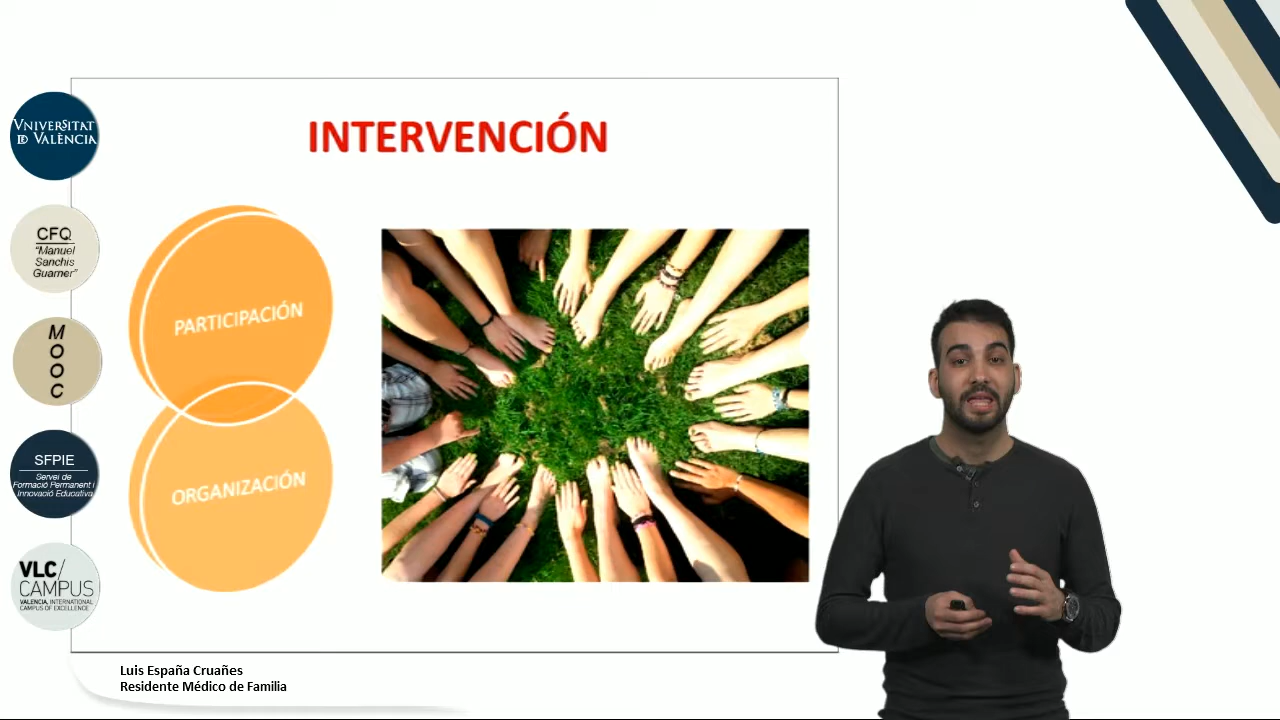 INTERVENCIÓN
VNIVERSITAT
D VALÈNCIA
CFQ
"Manuel
Sanchis
Guarner"
M
O
O
C
SFPIE
Servei de
Formació Permanent i
Innovació Educativa
VLC/
CAMPUS
VALENCIA, INTERNATIONAL
CAMPUS OF EXCELLENCE
PARTICIPACIÓN
ORGANIZACIÓN
Luis España Cruañes
Residente Médico de Familia